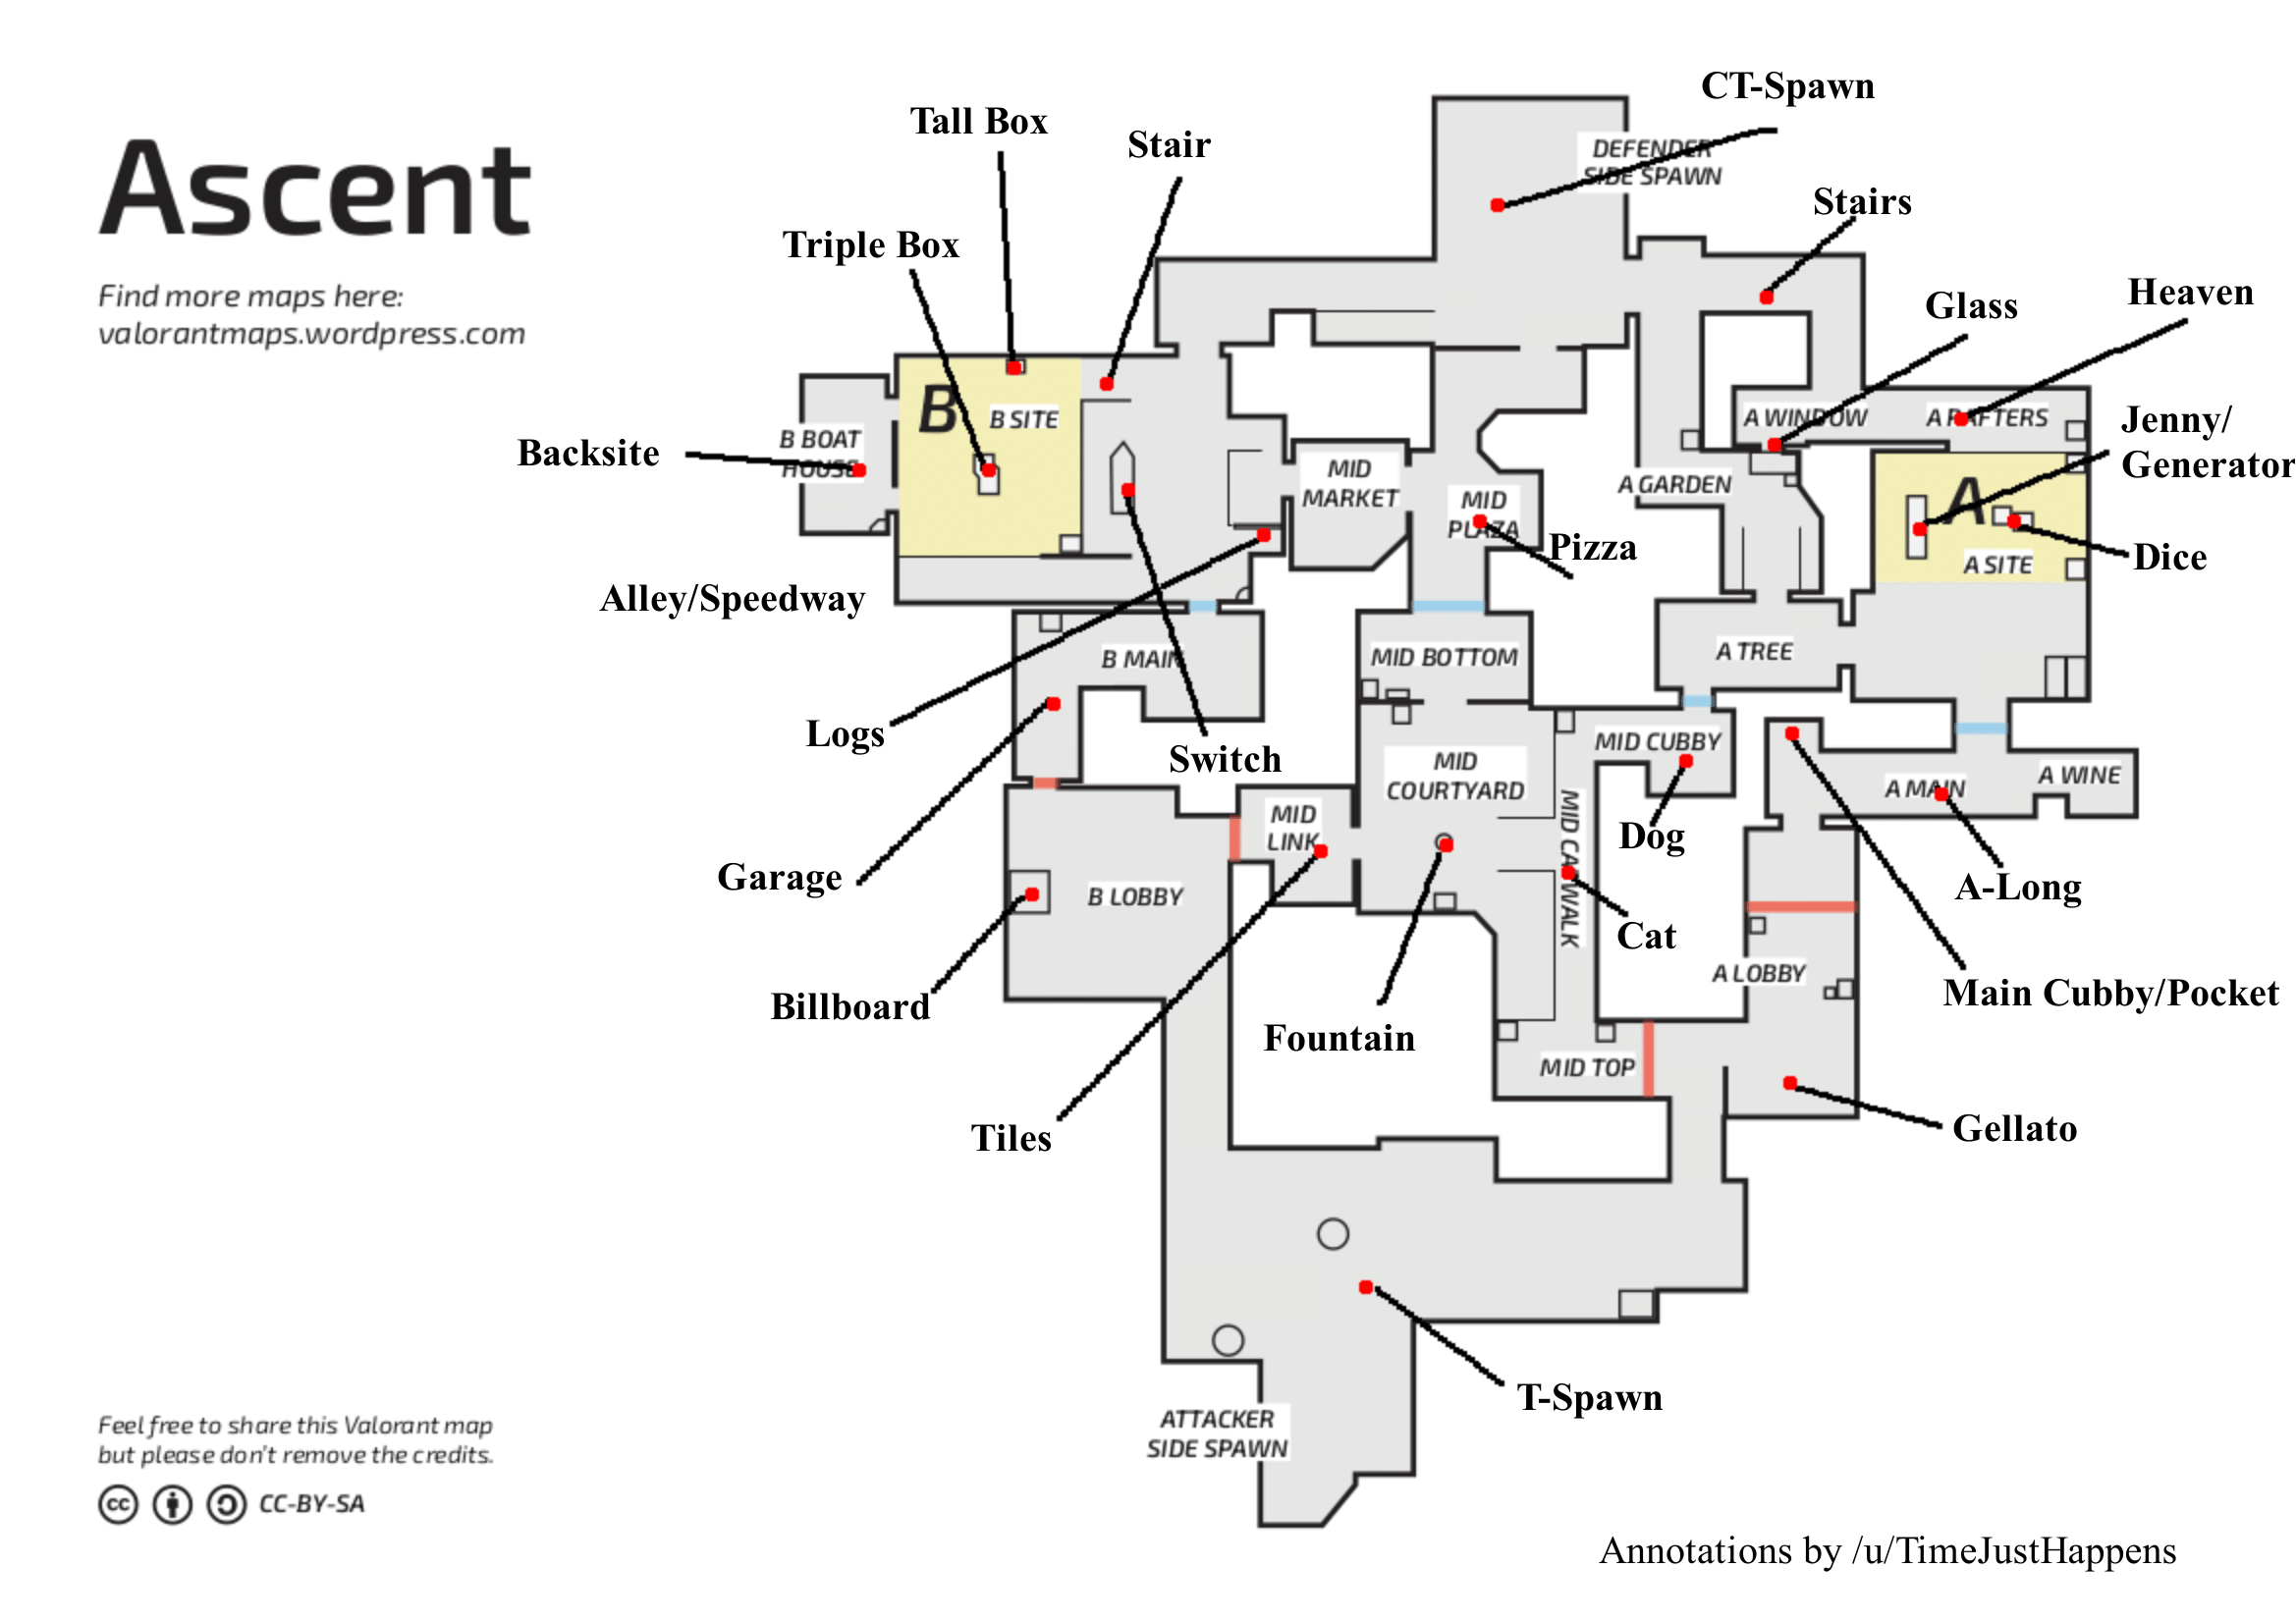 Ascent
Find more maps here:
valorantmaps.wordpress.com
CT-Spawn
Tall Box
Stair
DEFENDER
SIDE SPAWN
Stairs
Triple Box
Heaven
Glass
B
B SITE
A WINDOW
A RAFTERS
Jenny/
Generator
B BOAT
HOUSE
Backsite
MID
MARKET
A GARDEN
MID
PLAZA
A
Pizza
A SITE
Dice
Alley/Speedway
B MAIN
MID BOTTOM
A TREE
Logs
Switch
MID CUBBY
MID
COURTYARD
A MAIN
A WINE
MID
LINK
MID CATWALK
Dog
Garage
B LOBBY
A-Long
Cat
A LOBBY
Main Cubby/Pocket
Billboard
Fountain
MID TOP
Tiles
Gellato
T-Spawn
ATTACKER
SIDE SPAWN
Feel free to share this Valorant map
but please don't remove the credits.
cc
CC-BY-SA
Annotations by /u/TimeJustHappens